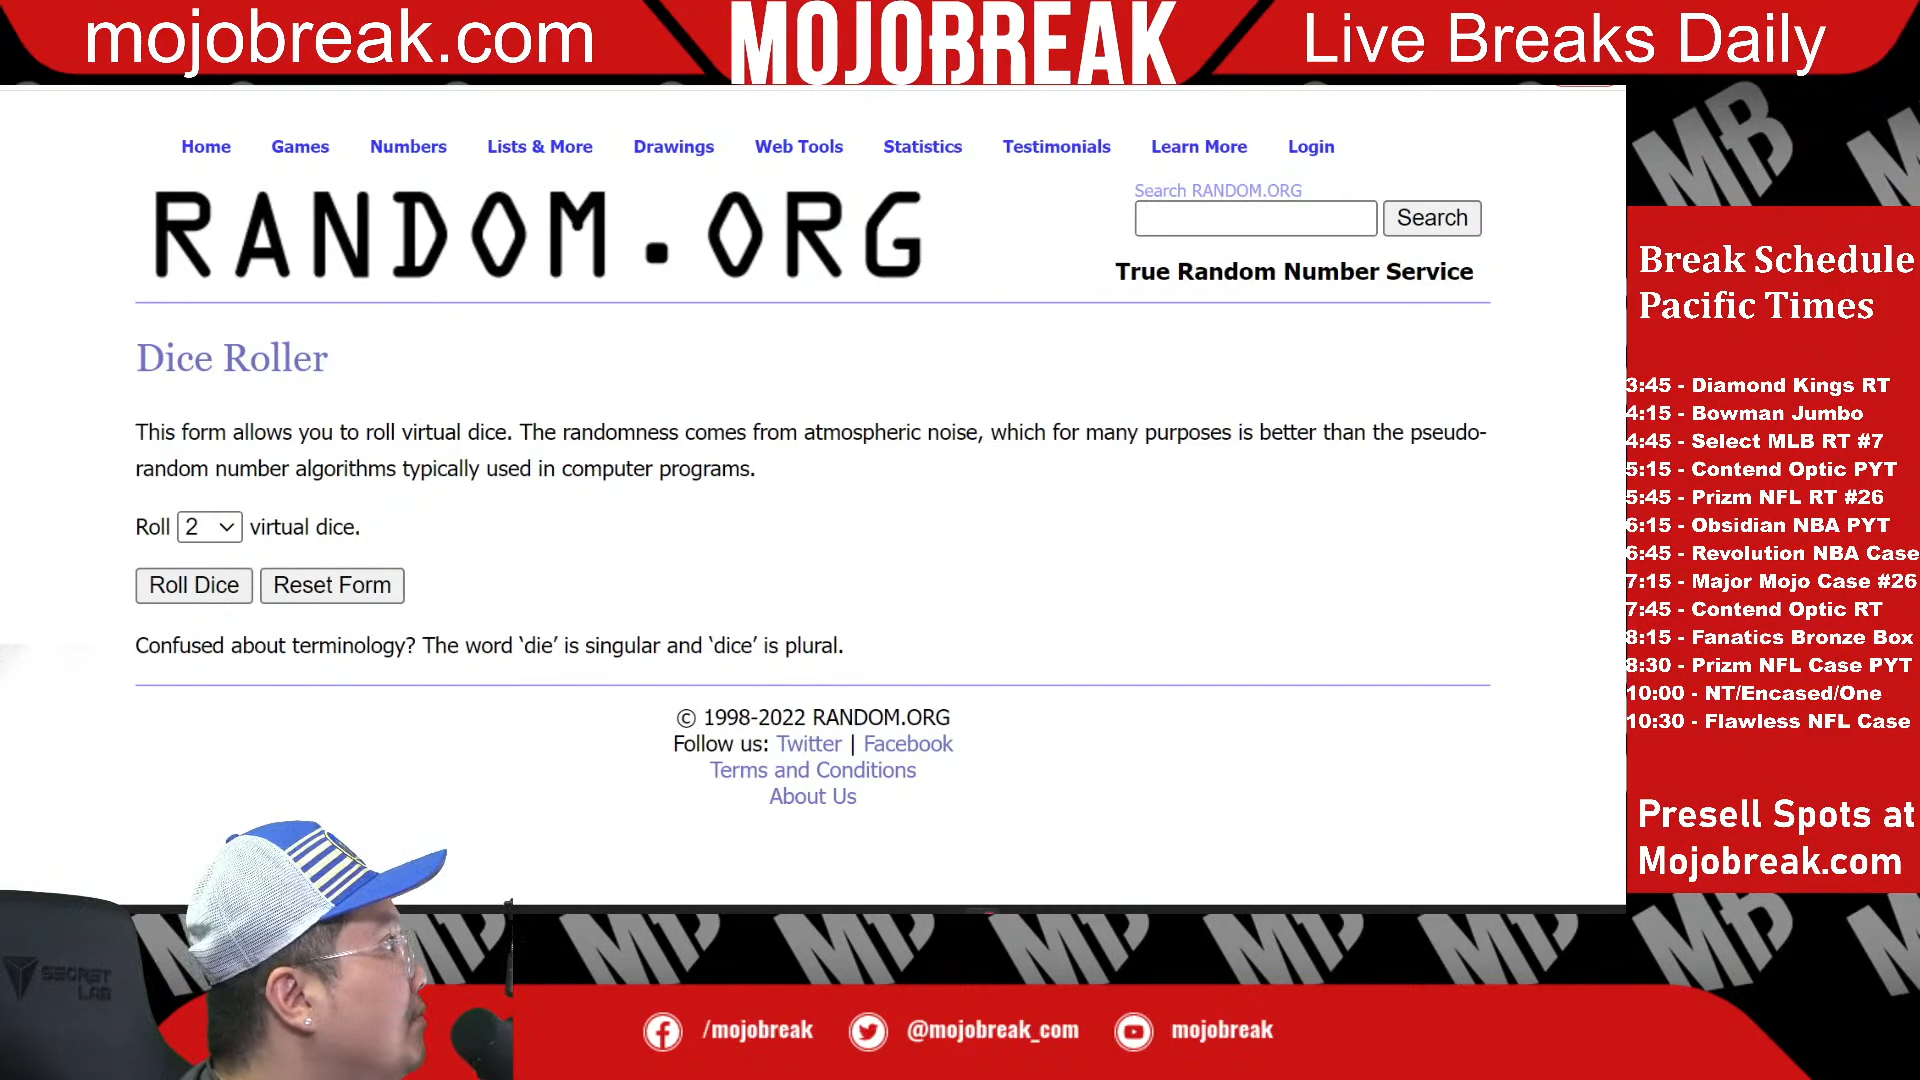 mojobreak.com
MOJOBREAK
Live Breaks Daily
Home Games Numbers Lists & More Drawings Web Tools Statistics Testimonials Learn More Login
RANDOM.ORG
Search RANDOM.ORG
Search
True Random Number Service
Dice Roller
This form allows you to roll virtual dice. The randomness comes from atmospheric noise, which for many purposes is better than the pseudo-
random number algorithms typically used in computer programs.
Roll 2 virtual dice.
Roll Dice Reset Form
Confused about terminology? The word ‘die’ is singular and ‘dice’ is plural.
© 1998-2022 RANDOM.ORG
Follow us: Twitter | Facebook
Terms and Conditions
About Us
Break Schedule
Pacific Times
3:45 - Diamond Kings RT
4:15 - Bowman Jumbo
4:45 - Select MLB RT #7
5:15 - Contend Optic PYT
5:45 - Prizm NFL RT #26
6:15 - Obsidian NBA PYT
6:45 - Revolution NBA Case
7:15 - Major Mojo Case #26
7:45 - Contend Optic RT
8:15 - Fanatics Bronze Box
8:30 - Prizm NFL Case PYT
10:00 - NT/Encased/One
10:30 - Flawless NFL Case
Presell Spots at
Mojobreak.com
SECRET
LAB
/mojobreak @mojobreak_com mojobreak